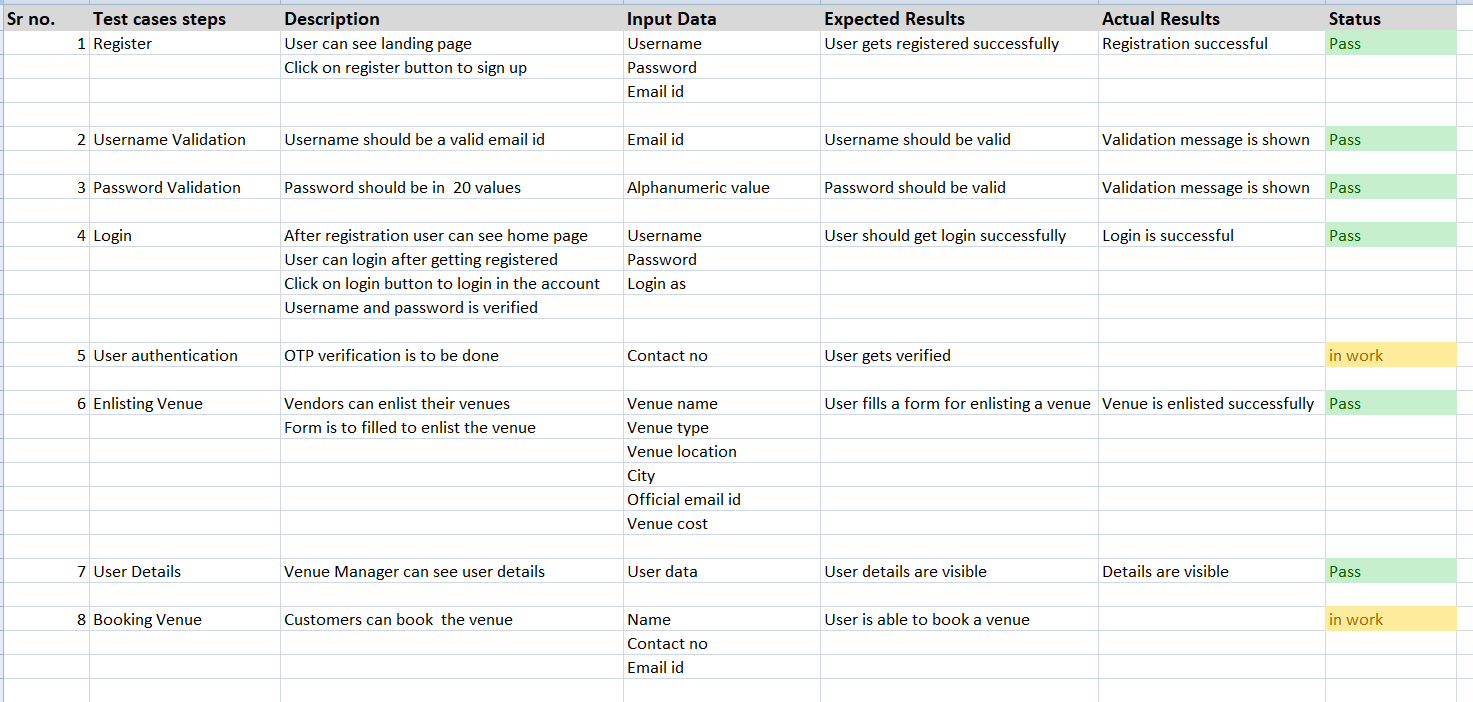 Sr no. Test cases steps Description Input Data Expected Results Actual Results Status
1 Register User can see landing page Username User gets registered successfully Registration successful Pass
Click on register button to sign up Password
Email id
2 Username Validation Username should be a valid email id Email id Username should be valid Validation message is shown Pass
3 Password Validation Password should be in  20 values Alphanumeric value Password should be valid Validation message is shown Pass
4 Login After registration user can see home page Username User should get login successfully Login is successful Pass
User can login after getting registered Password
Click on login button to login in the account Login as
Username and password is verified
5 User authentication OTP verification is to be done Contact no User gets verified in work
6 Enlisting Venue Vendors can enlist their venues Venue name User fills a form for enlisting a venue Venue is enlisted successfully Pass
Form is to filled to enlist the venue Venue type
Venue location
City
Official email id
Venue cost
7 User Details Venue Manager can see user details User data User details are visible Details are visible Pass
8 Booking Venue Customers can book  the venue Name User is able to book a venue in work
Contact no
Email id